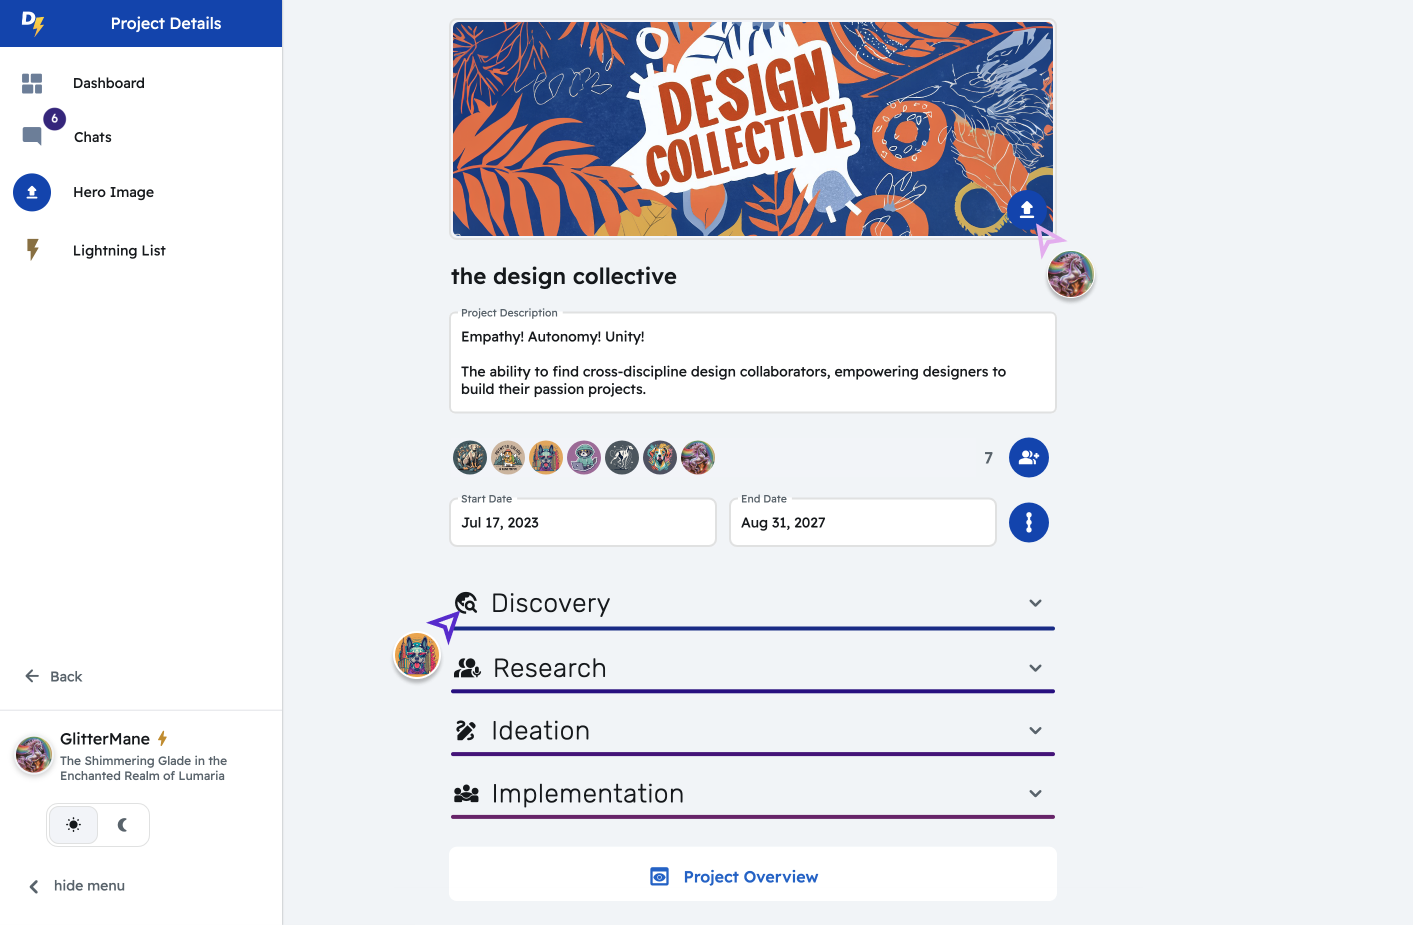 D
Project Details
Dashboard
6
Chats
Hero Image
Lightning List
Back
GlitterMane
The Shimmering Glade in the
Enchanted Realm of Lumaria
hide menu
DESIGN
COLLECTIVE
the design collective
Project Description
Empathy! Autonomy! Unity!
The ability to find cross-discipline design collaborators, empowering designers to
build their passion projects.
7
Start Date
Jul 17, 2023
End Date
Aug 31, 2027
Discovery
Research
Ideation
Implementation
Project Overview